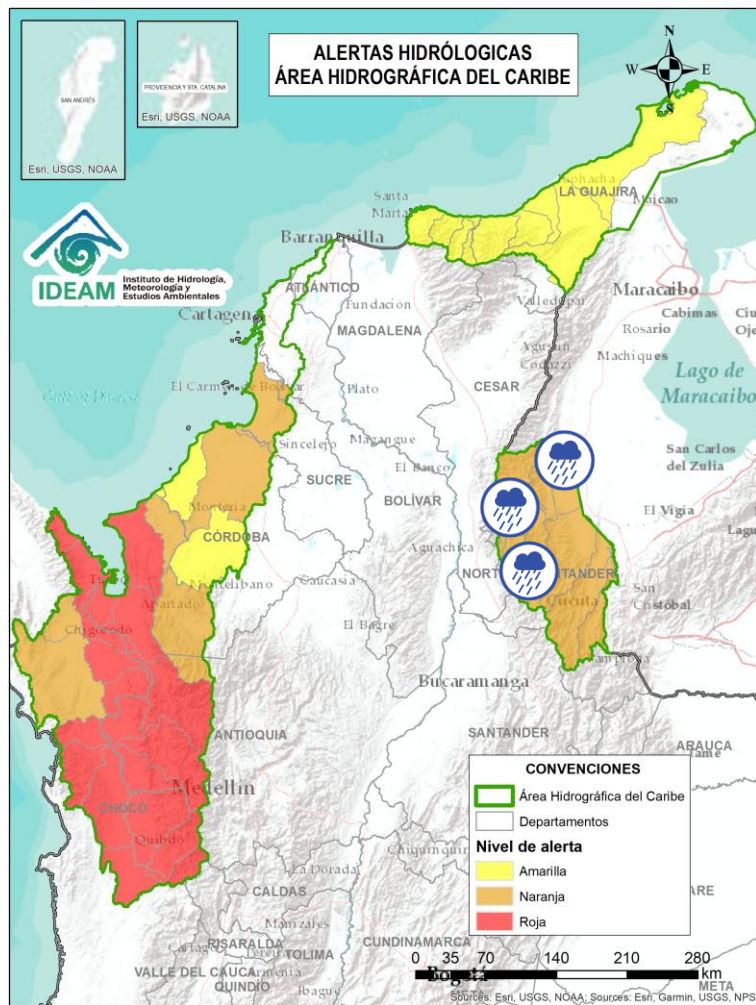 ALERTAS HIDRÓLOGICAS
ÁREA HIDROGRÁFICA DEL CARIBE
N
W
E
S
SAN ANDRÉS
: Esri, USGS, NOAA
PROVIDENCIA Y STA. CATALINA
Esri, USGS, NOAA
IDEAM
Instituto de Hidrología,
Meteorología y
Estudios Ambientales
LA GUAJIRA
Maicao
Santa
Marta
Barranquilla
ATLÁNTICO
Fundación
Cartagena
MAGDALENA
Valledupar
Maracaibo
Cabimas
Rosario
Machiques
Agustín
Codazzi
CESAR
Lago de
Maracaibo
El Carmen de Bolívar
Plato
Sincelejo
Magangué
SUCRE
El Banco
BOLÍVAR
San Carlos
del Zulia
El Vigía
Montería
CÓRDOBA
Aguachica
NORTE
SANTANDER
Cúcuta
San
Cristóbal
Caucasia
Apartado
El Bagre
Pamplona
Bucaramanga
SANTANDER
ANTIOQUIA
Medellín
ARAUCA
CHOCÓ
Quibdó
La Dorada
CALDAS
Manizales
RISARALDA
TOLIMA
CUNDINAMARCA
VALLE DEL CAUCA
Armenia
QUINDÍO
Ibagué
Bogotá
META
CONVENCIONES
Área Hidrográfica del Caribe
Departamentos
Nivel de alerta
Amarilla
Naranja
Roja
0 35 70 140 210 280
km
Sources: Esri, USGS, NOAA; Sources: Esri, Garmin, USGS, NPS